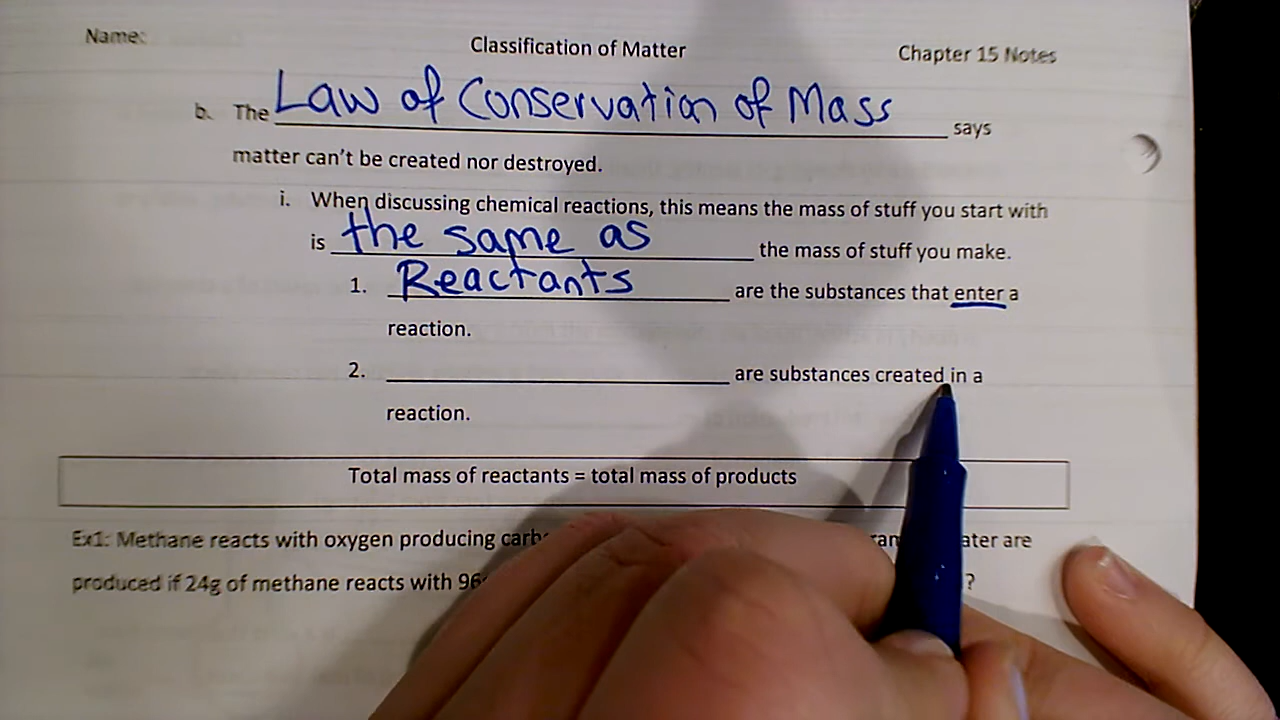 Name: Classification of Matter Chapter 15 Notes
b. The Law of Conservation of Mass says
matter can't be created nor destroyed.
i. When discussing chemical reactions, this means the mass of stuff you start with
is the same as the mass of stuff you make.
1. Reactants are the substances that enter a
reaction.
2. are substances created in a
reaction.
Total mass of reactants = total mass of products
Ex1: Methane reacts with oxygen producing are
produced if 24g of methane reacts with ?